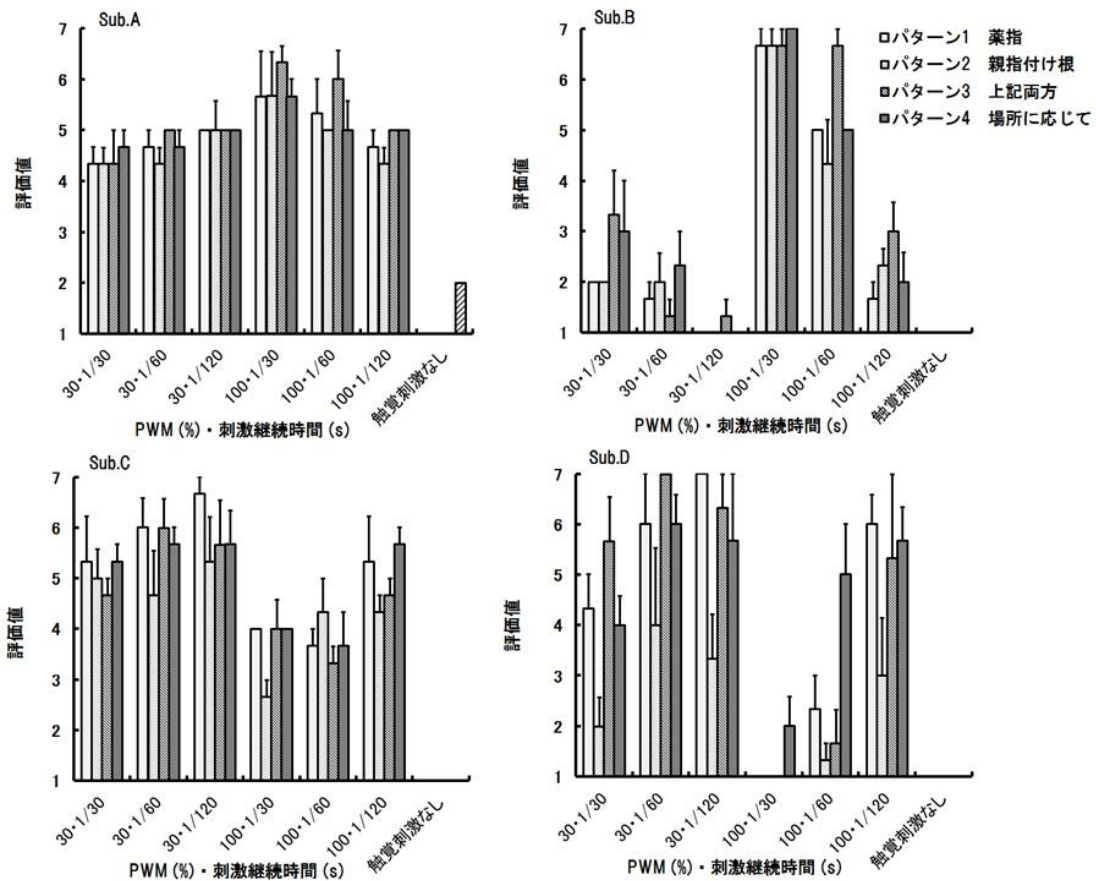 Sub.A
7
6
5
4
3
2
1
評価値
30・1/30
30・1/60
30・1/120
100・1/30
100・1/60
100・1/120
触覚刺激なし
PWM (%)・刺激継続時間 (s)
Sub.B
7
6
5
4
3
2
1
評価値
30・1/30
30・1/60
30・1/120
100・1/30
100・1/60
100・1/120
触覚刺激なし
PWM (%)・刺激継続時間 (s)
パターン1 薬指
パターン2 親指付け根
パターン3 上記両方
パターン4 場所に応じて
Sub.C
7
6
5
4
3
2
1
評価値
30・1/30
30・1/60
30・1/120
100・1/30
100・1/60
100・1/120
触覚刺激なし
PWM (%)・刺激継続時間 (s)
Sub.D
7
6
5
4
3
2
1
評価値
30・1/30
30・1/60
30・1/120
100・1/30
100・1/60
100・1/120
触覚刺激なし
PWM (%)・刺激継続時間 (s)